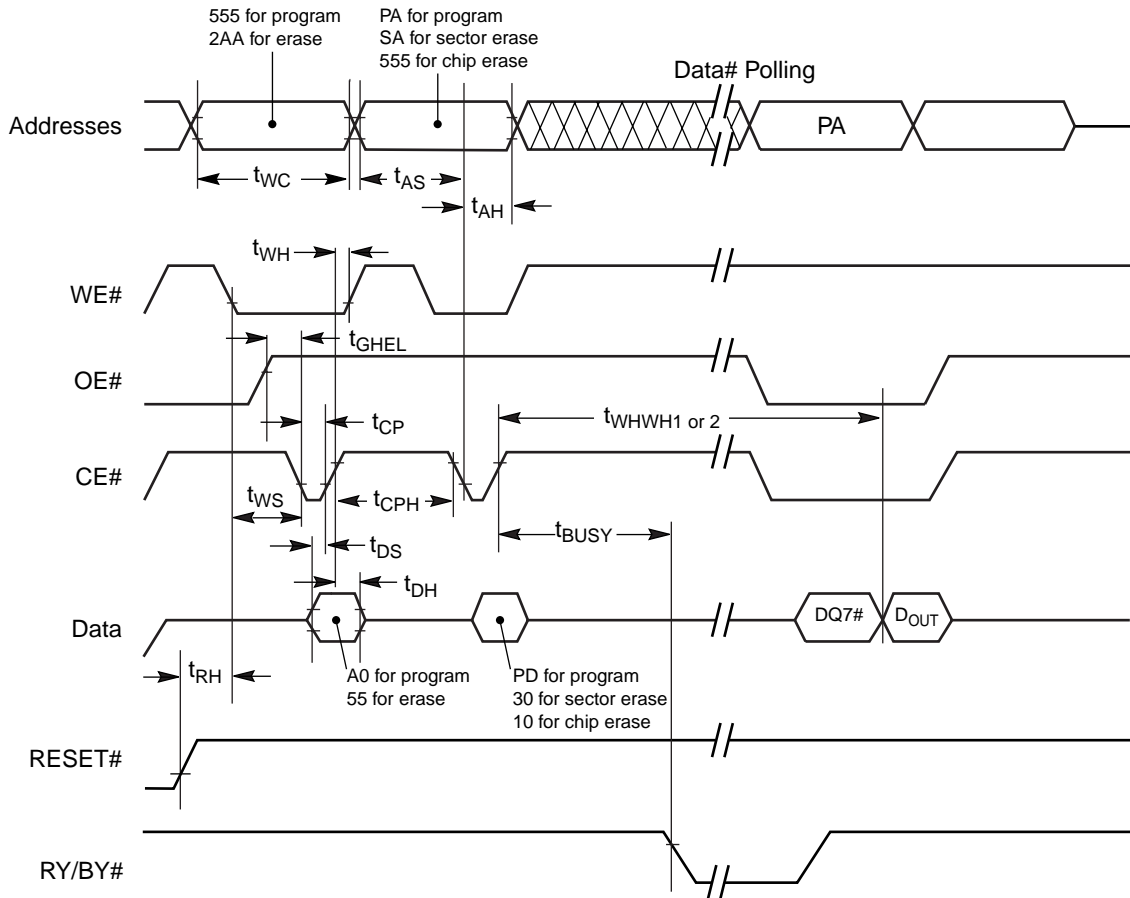 555 for program
2AA for erase
PA for program
SA for sector erase
555 for chip erase
Data# Polling
Addresses
PA
tWC
tAS
tAH
tWH
WE#
tGHEL
OE#
tWHWH1 or 2
tCP
CE#
tWS
tCPH
tBUSY
tDS
tDH
Data
DQ7#
DOUT
tRH
A0 for program
55 for erase
PD for program
30 for sector erase
10 for chip erase
RESET#
RY/BY#